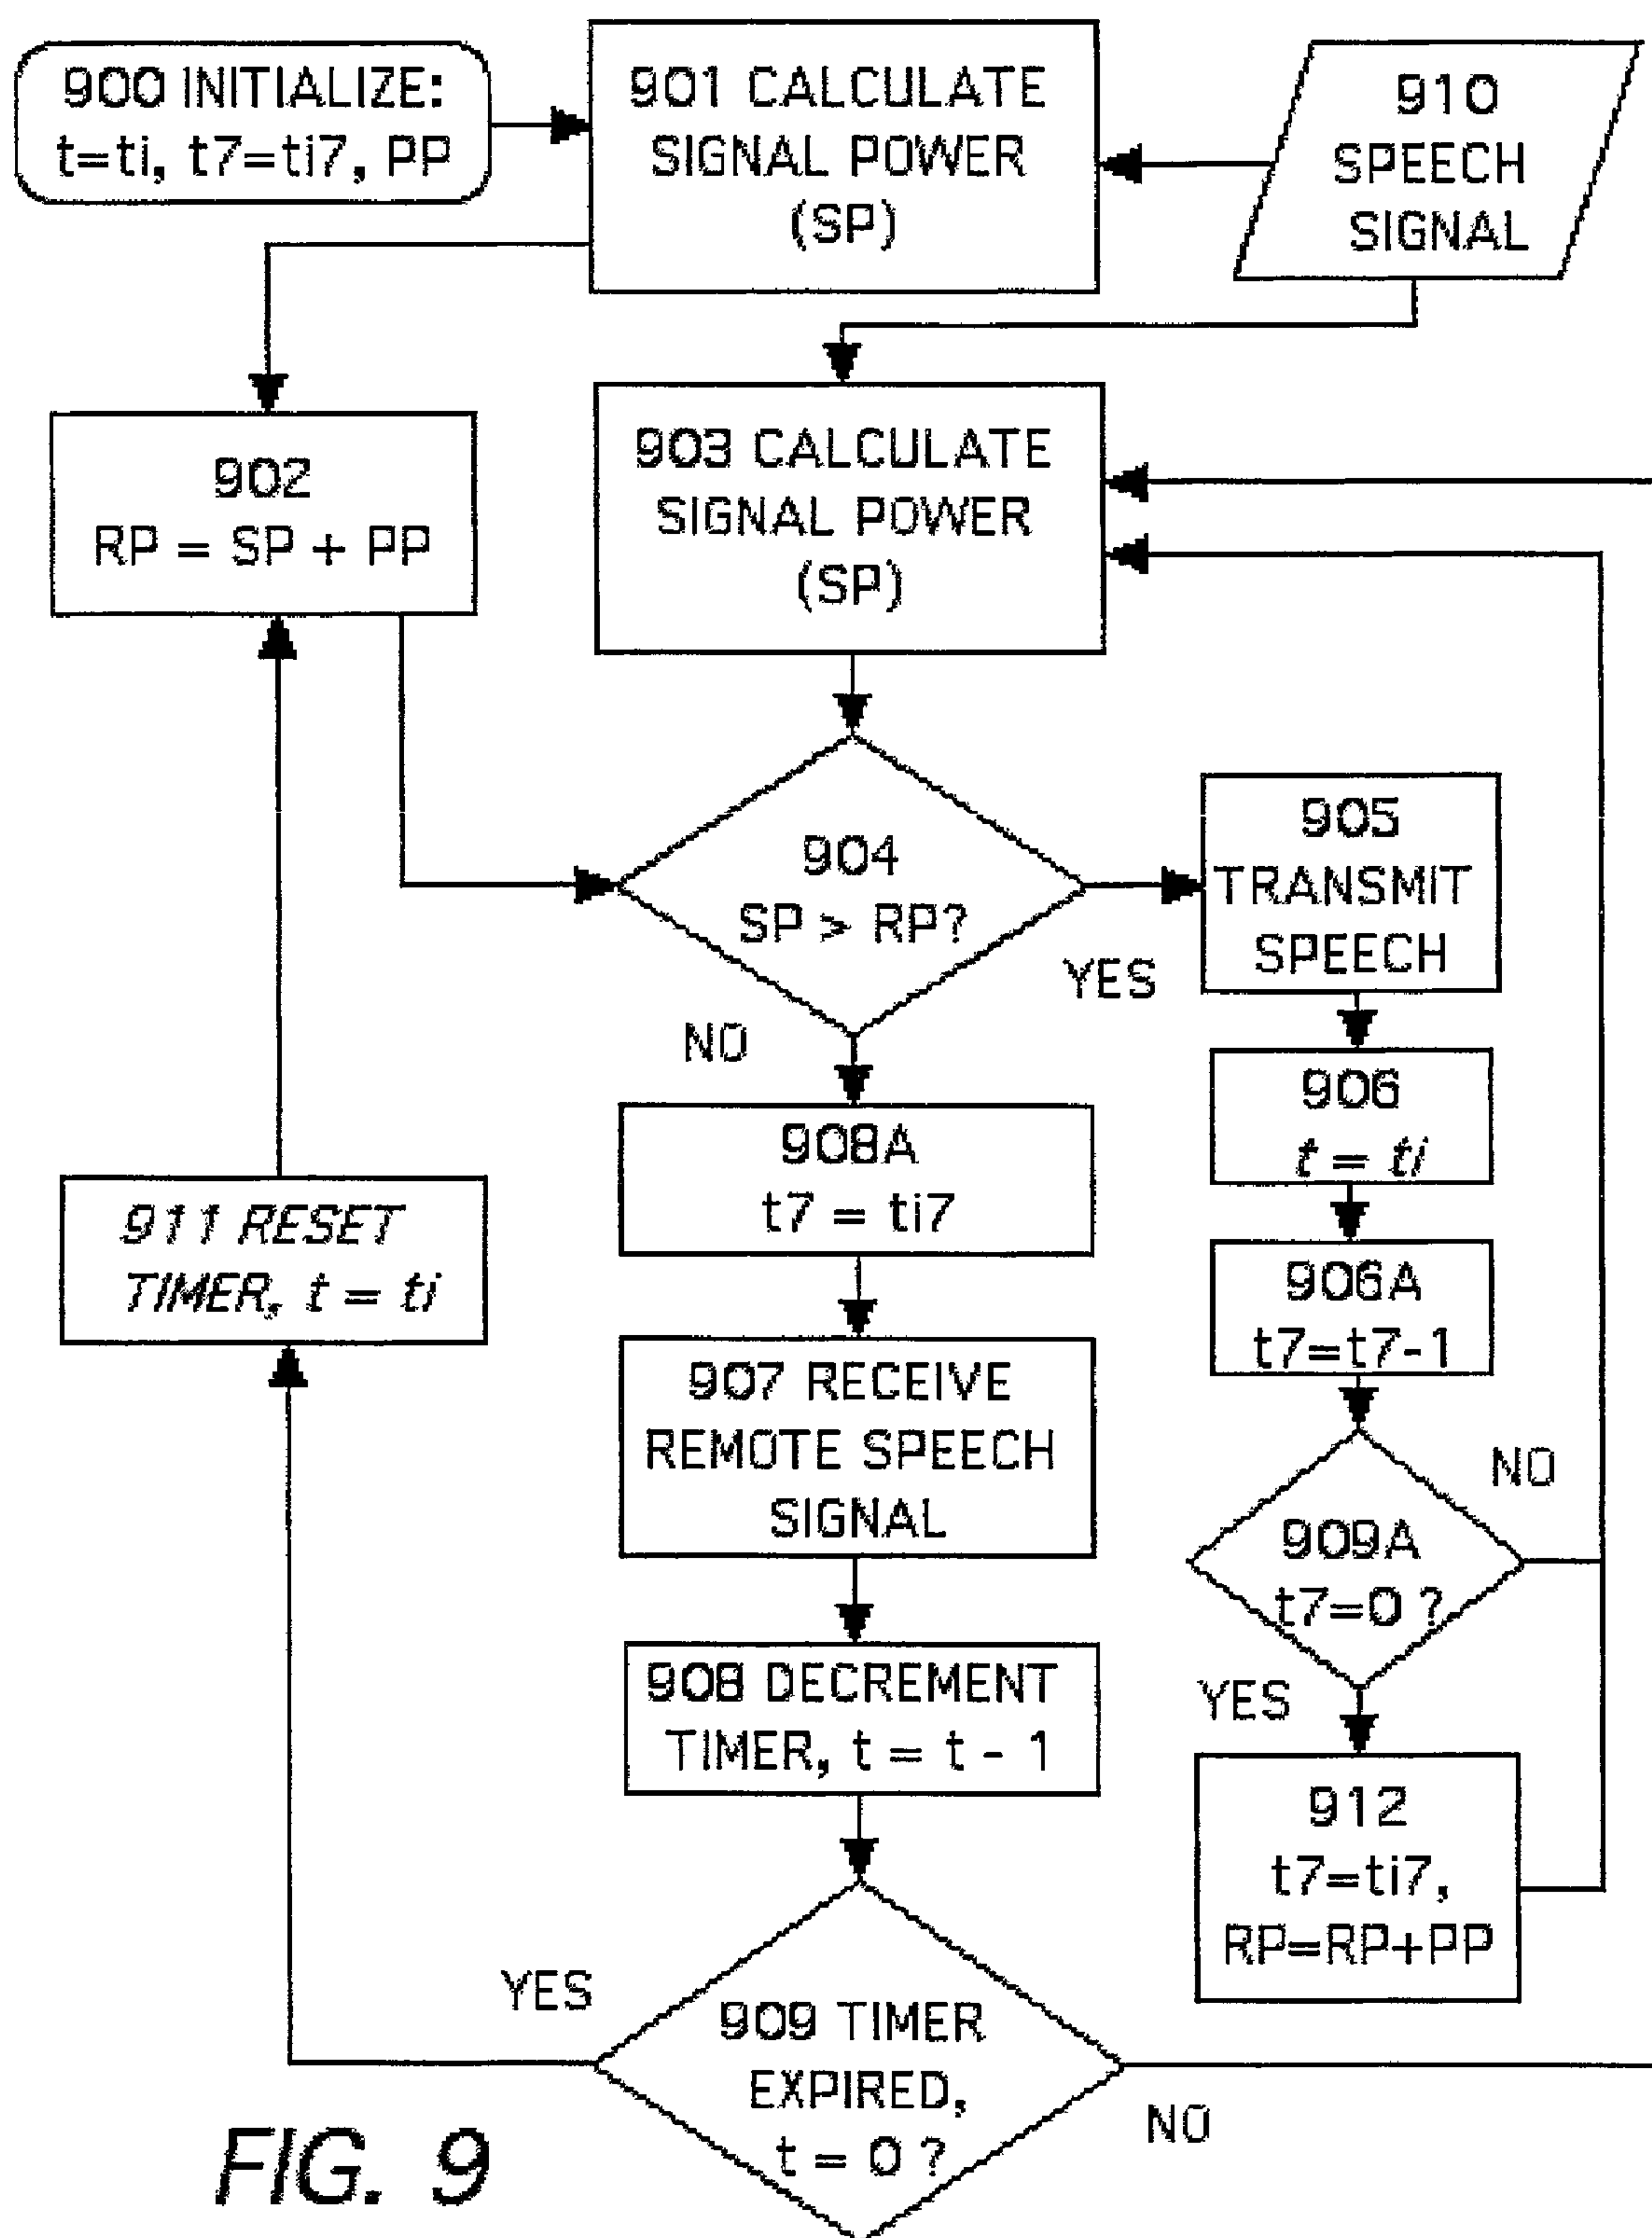 900 INITIALIZE:
t=ti, t7=ti7, PP
901 CALCULATE
SIGNAL POWER
(SP)
910
SPEECH
SIGNAL
902
RP = SP + PP
903 CALCULATE
SIGNAL POWER
(SP)
904
SP > RP?
YES
NO
905
TRANSMIT
SPEECH
906
t = ti
908A
t7 = ti7
911 RESET
TIMER, t = ti
906A
t7=t7-1
907 RECEIVE
REMOTE SPEECH
SIGNAL
NO
909A
t7=0 ?
YES
908 DECREMENT
TIMER, t = t - 1
912
t7=ti7,
RP=RP+PP
YES
909 TIMER
EXPIRED,
t = 0 ?
NO
FIG. 9